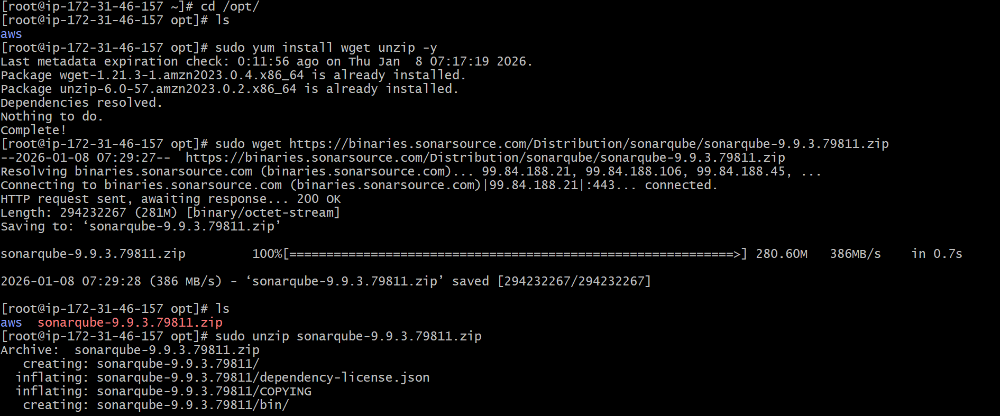 [root@ip-172-31-46-157 ~]# cd /opt/
[root@ip-172-31-46-157 opt]# ls
aws
[root@ip-172-31-46-157 opt]# sudo yum install wget unzip -y
Last metadata expiration check: 0:11:56 ago on Thu Jan  8 07:17:19 2026.
Package wget-1.21.3-1.amzn2023.0.4.x86_64 is already installed.
Package unzip-6.0-57.amzn2023.0.2.x86_64 is already installed.
Dependencies resolved.
Nothing to do.
Complete!
[root@ip-172-31-46-157 opt]# sudo wget https://binaries.sonarsource.com/Distribution/sonarqube/sonarqube-9.9.3.79811.zip
--2026-01-08 07:29:27--  https://binaries.sonarsource.com/Distribution/sonarqube/sonarqube-9.9.3.79811.zip
Resolving binaries.sonarsource.com (binaries.sonarsource.com)... 99.84.188.21, 99.84.188.106, 99.84.188.45, ...
Connecting to binaries.sonarsource.com (binaries.sonarsource.com)|99.84.188.21|:443... connected.
HTTP request sent, awaiting response... 200 OK
Length: 294232267 (281M) [binary/octet-stream]
Saving to: ‘sonarqube-9.9.3.79811.zip’
sonarqube-9.9.3.79811.zip         100%[============================================================>] 280.60M   386MB/s    in 0.7s
2026-01-08 07:29:28 (386 MB/s) - ‘sonarqube-9.9.3.79811.zip’ saved [294232267/294232267]
[root@ip-172-31-46-157 opt]# ls
aws  sonarqube-9.9.3.79811.zip
[root@ip-172-31-46-157 opt]# sudo unzip sonarqube-9.9.3.79811.zip
Archive:  sonarqube-9.9.3.79811.zip
   creating: sonarqube-9.9.3.79811/
  inflating: sonarqube-9.9.3.79811/dependency-license.json
  inflating: sonarqube-9.9.3.79811/COPYING
   creating: sonarqube-9.9.3.79811/bin/